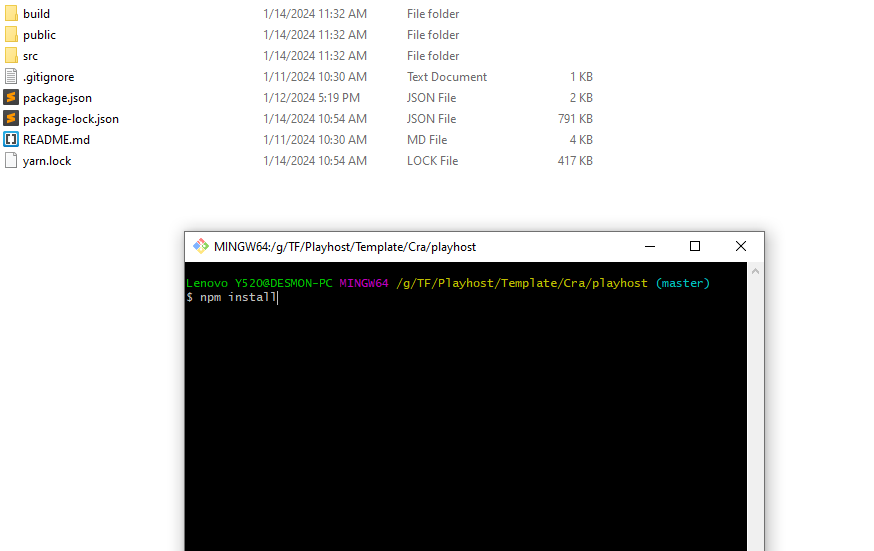 build 1/14/2024 11:32 AM File folder
public 1/14/2024 11:32 AM File folder
src 1/14/2024 11:32 AM File folder
.gitignore 1/11/2024 10:30 AM Text Document 1 KB
package.json 1/12/2024 5:19 PM JSON File 2 KB
package-lock.json 1/14/2024 10:54 AM JSON File 791 KB
README.md 1/11/2024 10:30 AM MD File 4 KB
yarn.lock 1/14/2024 10:54 AM LOCK File 417 KB
MINGW64:/g/TF/Playhost/Template/Cra/playhost
Lenovo Y520@DESMON-PC MINGW64 /g/TF/Playhost/Template/Cra/playhost (master)
$ npm install